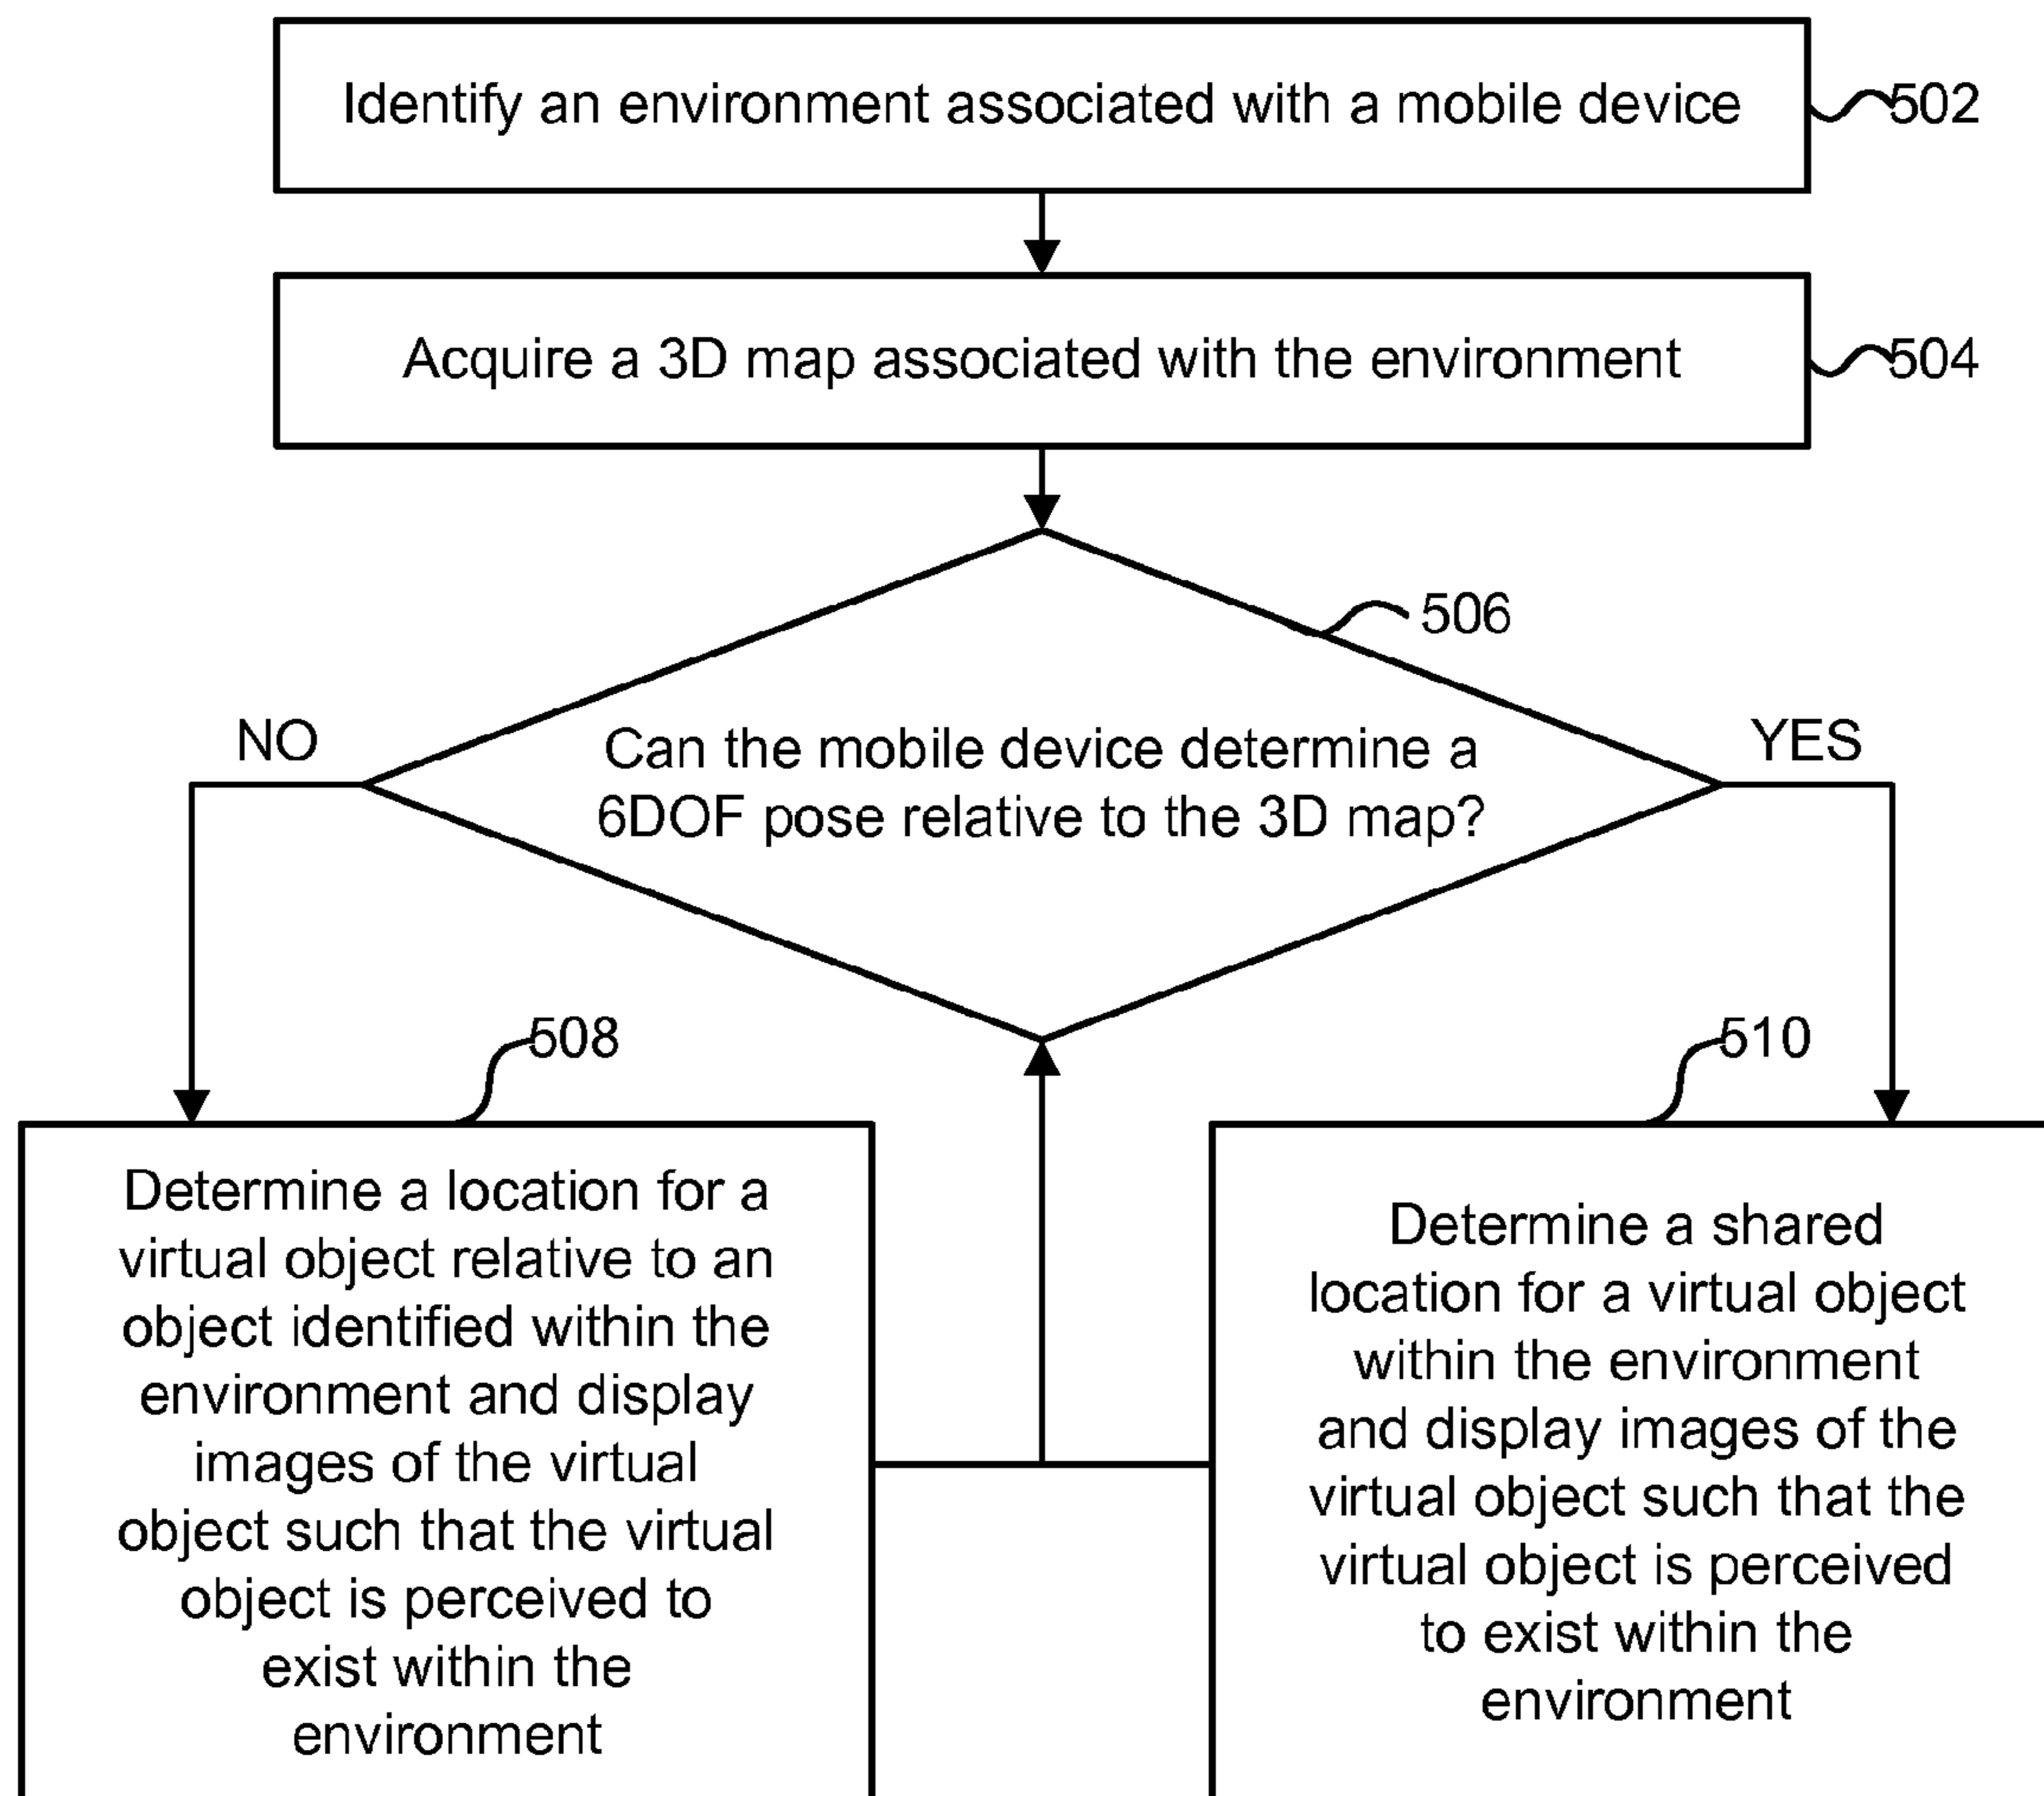 Identify an environment associated with a mobile device
502
Acquire a 3D map associated with the environment
504
506
NO
YES
Can the mobile device determine a
6DOF pose relative to the 3D map?
508
510
Determine a location for a
virtual object relative to an
object identified within the
environment and display
images of the virtual
object such that the virtual
object is perceived to
exist within the
environment
Determine a shared
location for a virtual object
within the environment
and display images of the
virtual object such that the
virtual object is perceived
to exist within the
environment